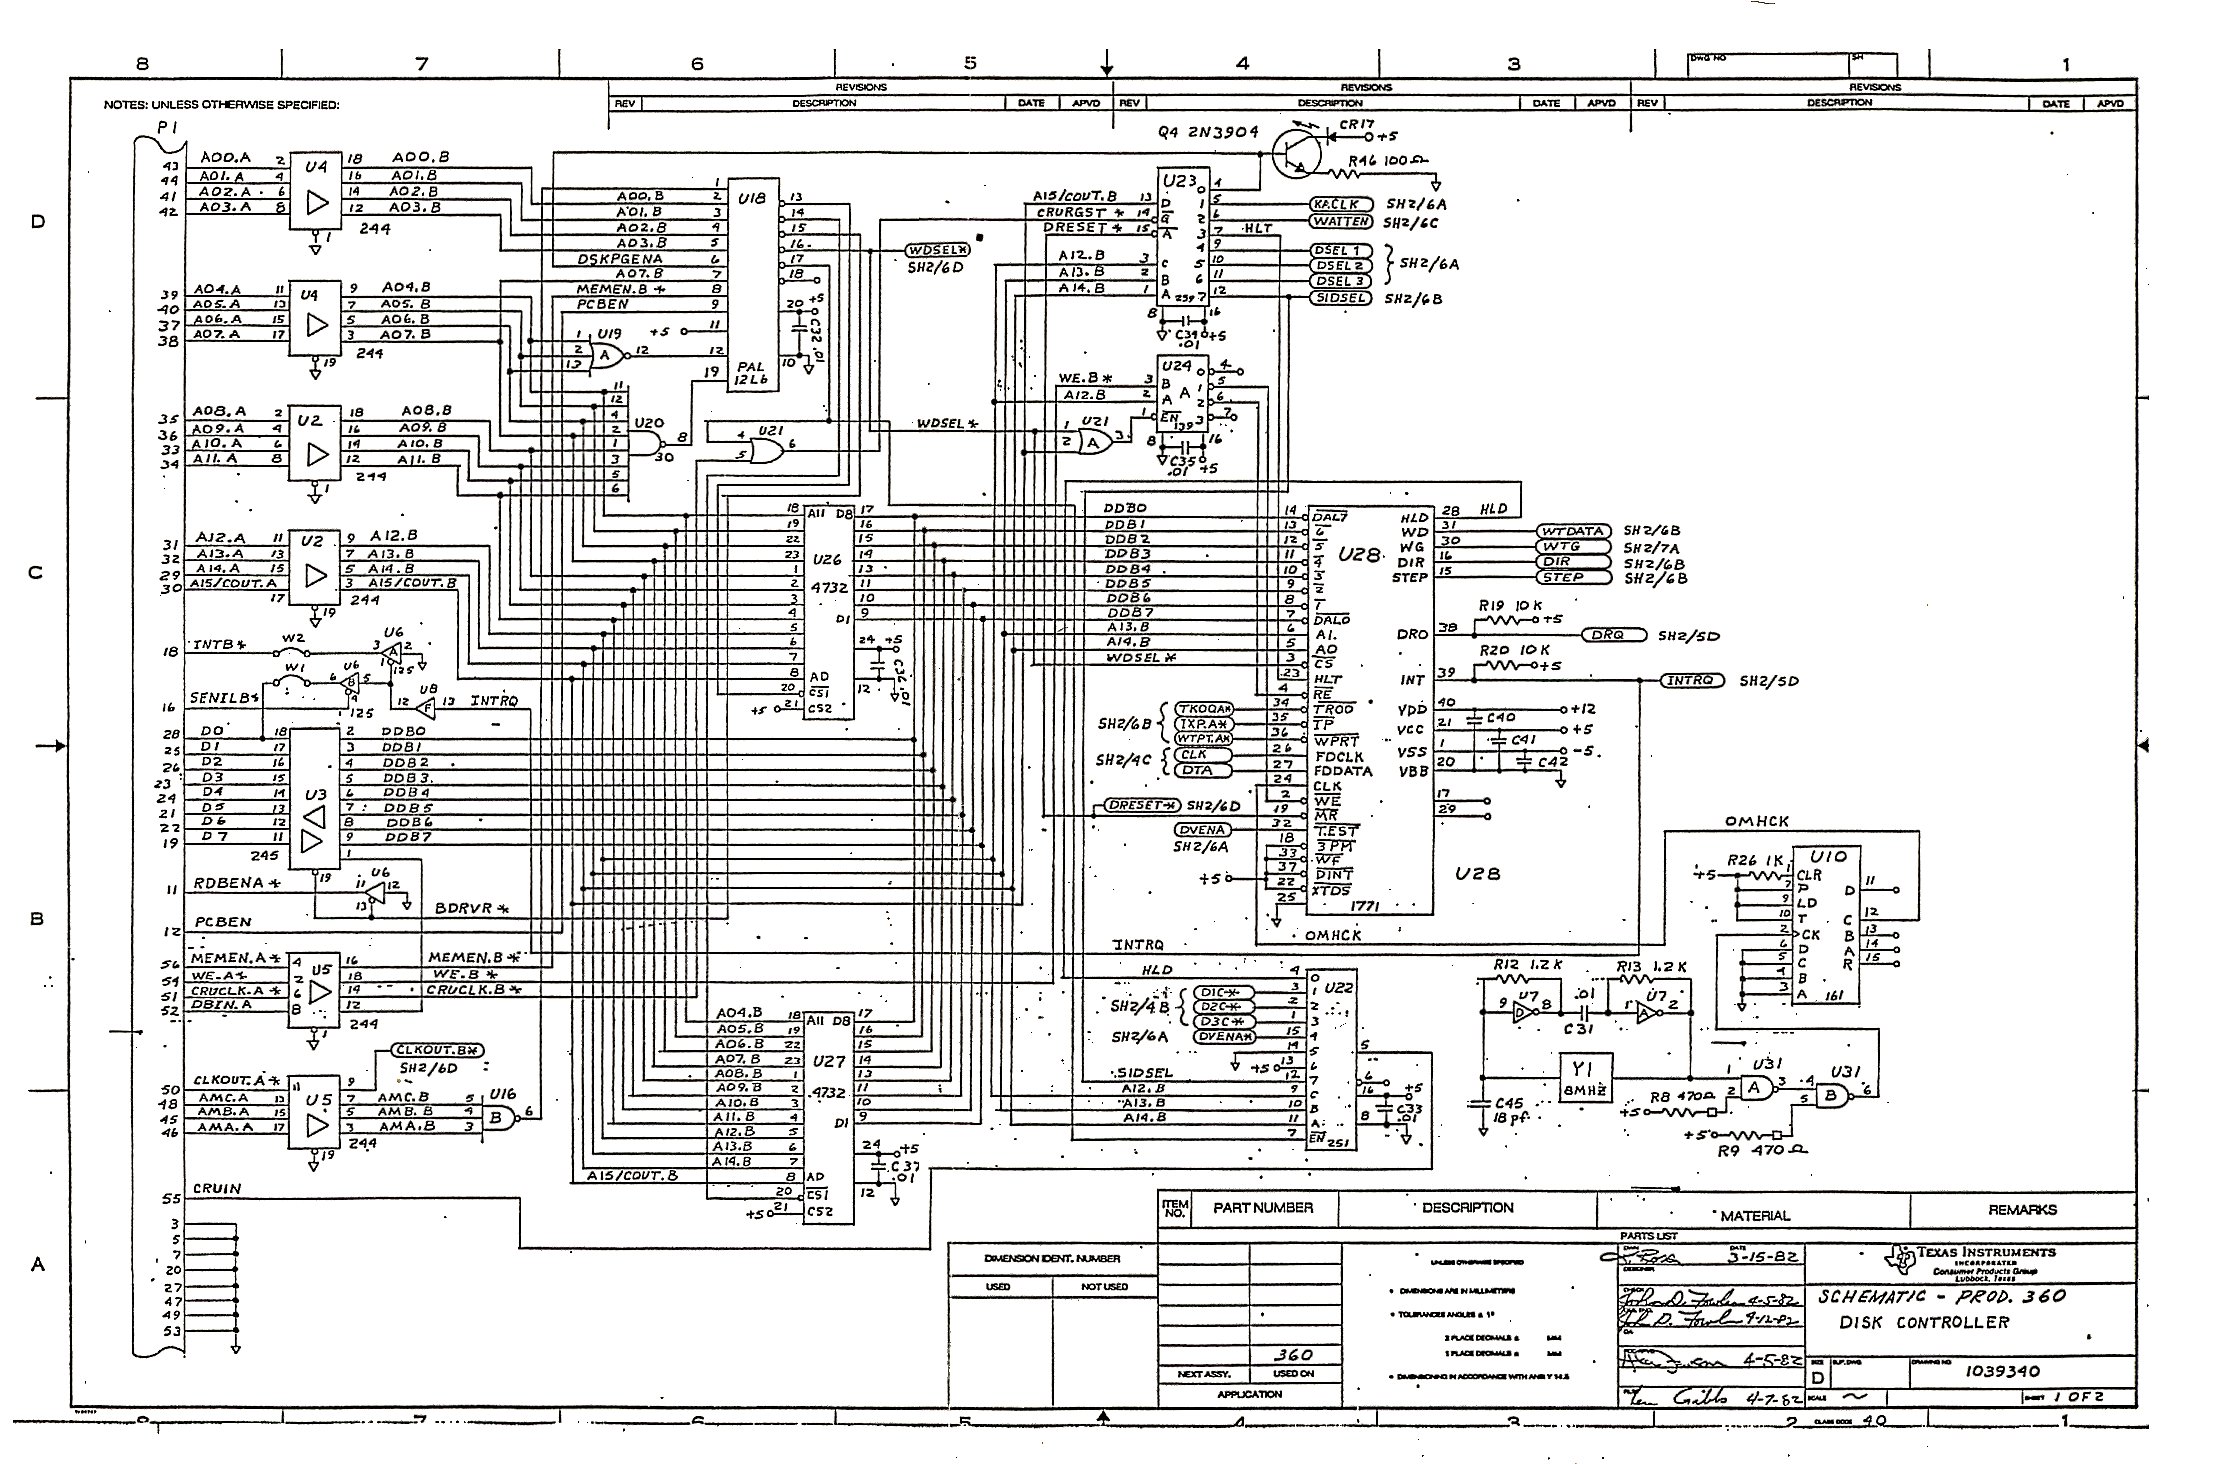 8 7 6 5 4 3 1
DWG NO SH
REVISIONS REVISIONS REVISIONS
REV DESCRIPTION DATE APVD REV DESCRIPTION DATE APVD REV DESCRIPTION DATE APVD
NOTES: UNLESS OTHERWISE SPECIFIED:
D
C
B
A
P1
43 A00.A 2 U4 18 A00.B
44 A01.A 4 16 A01.B
41 A02.A 6 14 A02.B
42 A03.A 8 12 A03.B
1 244
39 A04.A 11 U4 9 A04.B
40 A05.A 13 7 A05.B
37 A06.A 15 5 A06.B
38 A07.A 17 3 A07.B
19 244
35 A08.A 2 U2 18 A08.B
36 A09.A 4 16 A09.B
33 A10.A 6 14 A10.B
34 A11.A 8 12 A11.B
1 244
31 A12.A 11 U2 9 A12.B
32 A13.A 13 7 A13.B
29 A14.A 15 5 A14.B
30 A15/COUT.A 17 3 A15/COUT.B
19 244
18 INTB* W2 3 U6 A 2 1 125
W1 6 U6 B 5 4 125
16 SENILB* 12 U8 F 13 INTRQ
28 D0 18 2 DDB0
25 D1 17 3 DDB1
26 D2 16 4 DDB2
23 D3 15 5 DDB3
24 D4 14 U3 6 DDB4
21 D5 13 7 DDB5
22 D6 12 8 DDB6
19 D7 11 9 DDB7
245 19 1
11 RDBENA* 11 U6 12 13
BDRVR*
12 PCBEN
56 MEMEN.A* 4 U5 16 MEMEN.B*
54 WE.A* 2 18 WE.B*
51 CRUCLK.A* 6 14 CRUCLK.B*
52 DBIN.A 8 12
1 244
CLKOUT.B*
SH2/6D
50 CLKOUT.A* 11 U5 9
48 AMC.A 13 7 AMC.B 5 U16
45 AMB.A 15 5 AMB.B 4 B 6
46 AMA.A 17 3 AMA.B 3
19 244
55 CRUIN
3
5
7
20
27
47
49
53
1 U18 13
A00.B 2 14
A01.B 3 15
A02.B 4 16
A03.B 5 17
DSKPGENA 6 18
A07.B 7
MEMEN.B* 8
PCBEN 9 20 +5
+5 11 C32 .01
12 10
19 PAL 12L6
WDSEL*
SH2/6D
1 2 13 U19 A 12
11 12 4 2 1 3 5 6 U20 8 30
4 5 U21 6
WDSEL* 1 2 U21 A 3
18 A11 D8 17
19 16
22 U26 15
23 14
1 13
2 4732 11
3 10
4 D1 9
5
6 24 +5
7 C36 .01
8 A0 12
20 CS1
+5 21 CS2
A04.B 18 A11 D8 17
A05.B 19 16
A06.B 22 U27 15
A07.B 23 14
A08.B 1 13
A09.B 2 4732 11
A10.B 3 10
A11.B 4 D1 9
A12.B 5
A13.B 6 24 +5
A14.B 7 C37 .01
A15/COUT.B 8 AD 12
20 CS1
+5 21 CS2
Q4 2N3904 CR17 +5
R46 100Ω
U23 0 4
A15/COUT.B 13 D 1 5 KACLK SH2/6A
CRURGST* 14 G 2 6 WATTEN SH2/6C
DRESET* 15 A 3 7 HLT
4 9 DSEL 1
A12.B 3 C 5 10 DSEL 2 SH2/6A
A13.B 2 B 6 11 DSEL 3
A14.B 1 A 259 7 12 SIDSEL SH2/6B
8 16 C34 +5 .01
U24 0 4
WE.B* 3 B 1 5
A12.B 2 A A 2 6
1 EN 139 3 7
8 16 C35 .01 +5
DDB0 14 DAL7
DDB1 13 6
DDB2 12 5
DDB3 11 4
DDB4 10 3
DDB5 9 2
DDB6 8 1
DDB7 7 DAL0
A13.B 6 A1
A14.B 5 A0
WDSEL* 3 CS
23 HLT
4 RE
SH2/6B TK00A* 34 TR00
IXP.A* 35 IP
WTPT.A* 36 WPRT
SH2/4C CLK 26 FDCLK
DTA 27 FDDATA
24 CLK
2 WE
DRESET* SH2/6D 19 MR
DVENA 32 TEST
SH2/6A 18 3PM
33 WF
+5 37 DINT
22 XTDS
25 1771
U28
HLD 28 HLD
WD 31 WTDATA SH2/6B
WG 30 WTG SH2/7A
DIR 16 DIR SH2/6B
STEP 15 STEP SH2/6B
R19 10K +5
DRO 38 DRQ SH2/5D
R20 10K +5
INT 39 INTRQ SH2/5D
VDD 40 C40 +12
VCC 21 C41 +5
VSS 1 -5
VBB 20 C42
17
29
U28
OMHCK
INTRQ
OMHCK
HLD 4 0 U22
SH2/4B D1C* 3 1
D2C* 2 2
D3C* 1 3
SH2/6A DVENA* 15 4
14 5 5
+5 13 6
SIDSEL 12 7 6
A12.B 9 C 16 +5
A13.B 10 B C33 .01
A14.B 11 A 8
7 EN 251
R26 1K U10
+5 1 CLR D 11
7 P
9 LD
10 T C 12
2 CK B 13
6 D A 14
5 C R 15
4 B
3 A 161
R12 1.2K R13 1.2K
9 U7 D 8 .01 C31 1 U7 A 2
Y1 8MHZ
C45 18pf
1 U31 A 3 4 U31 B 6
R8 470Ω 2 5
+5
+5 R9 470Ω
ITEM NO. PART NUMBER DESCRIPTION MATERIAL REMARKS
PARTS LIST
DIMENSION IDENT. NUMBER
USED NOT USED
360
NEXT ASSY. USED ON
APPLICATION
UNLESS OTHERWISE SPECIFIED
• DIMENSIONS ARE IN MILLIMETERS
• TOLERANCES ANGLES ± 1°
2 PLACE DECIMALS ± MM
1 PLACE DECIMALS ± MM
• DIMENSIONING IN ACCORDANCE WITH ANSI Y 14.5
DATE
3-15-82
John D. Fowler 4-5-82
John D. Fowler 4-12-82
4-5-82
Ken Gibbs 4-7-82
TEXAS INSTRUMENTS
INCORPORATED
Consumer Products Group
Lubbock, Texas
SCHEMATIC - PROD. 360
DISK CONTROLLER
SIZE D
DRAWING NO
1039340
SCALE ~ SHEET 1 OF 2
CLASS CODE 40